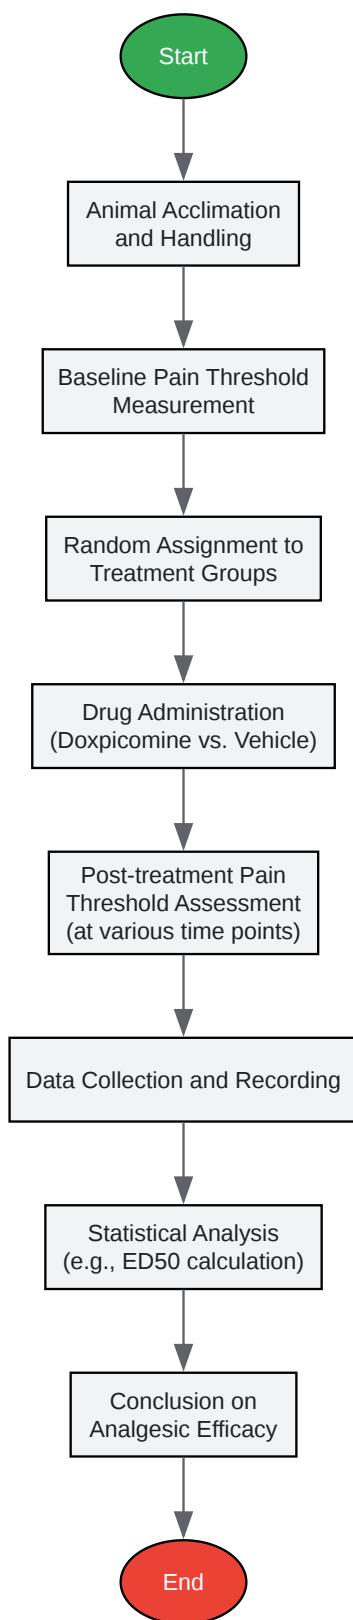 Start
Animal Acclimation
and Handling
Baseline Pain Threshold
Measurement
Random Assignment to
Treatment Groups
Drug Administration
(Doxpicomine vs. Vehicle)
Post-treatment Pain
Threshold Assessment
(at various time points)
Data Collection and Recording
Statistical Analysis
(e.g., ED50 calculation)
Conclusion on
Analgesic Efficacy
End